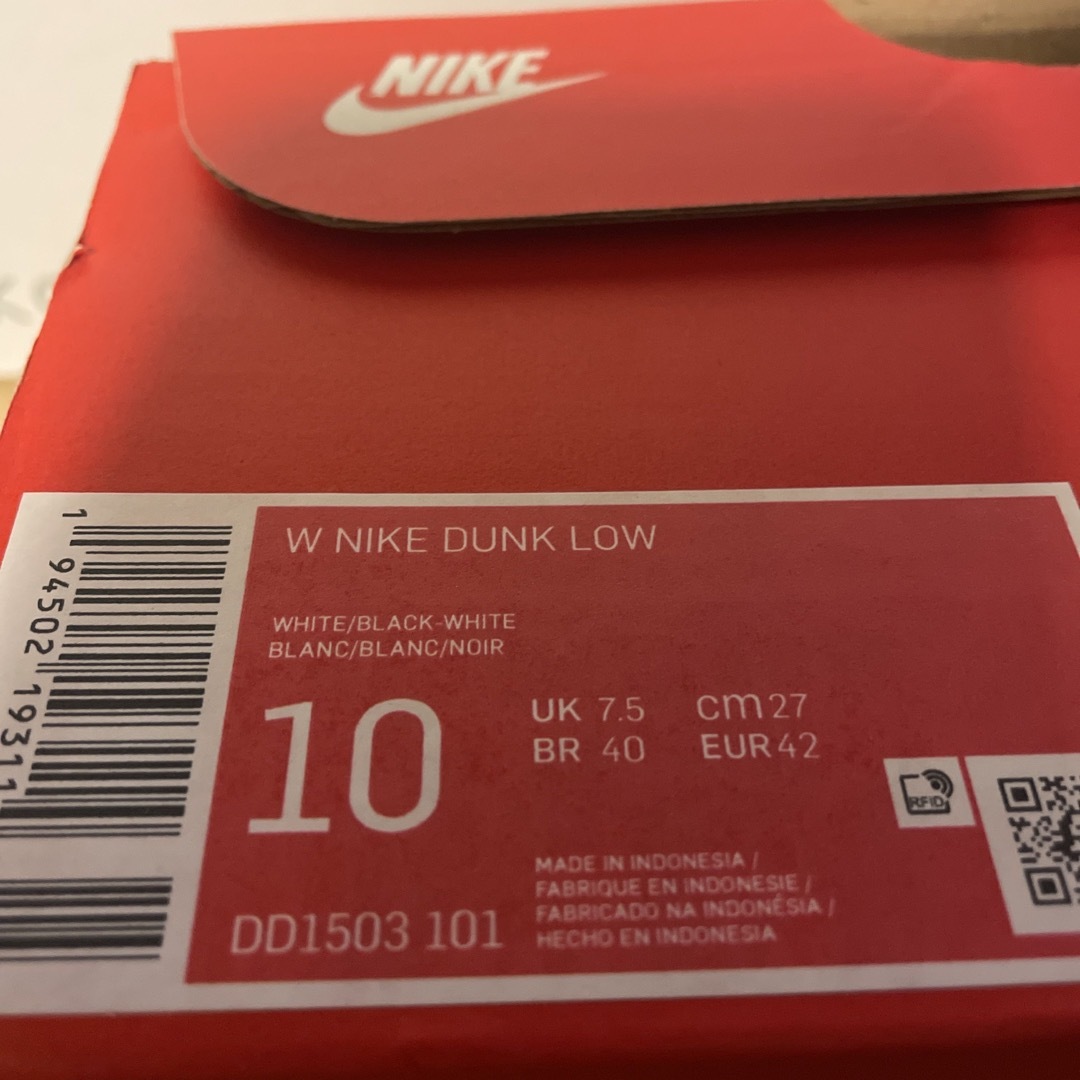 NIKE
W NIKE DUNK LOW
WHITE/BLACK-WHITE
BLANC/BLANC/NOIR
10
UK 7.5 cm 27
BR 40 EUR 42
RFID
MADE IN INDONESIA /
FABRIQUE EN INDONESIE /
FABRICADO NA INDONÉSIA /
HECHO EN INDONESIA
DD1503 101
1 94502 19311